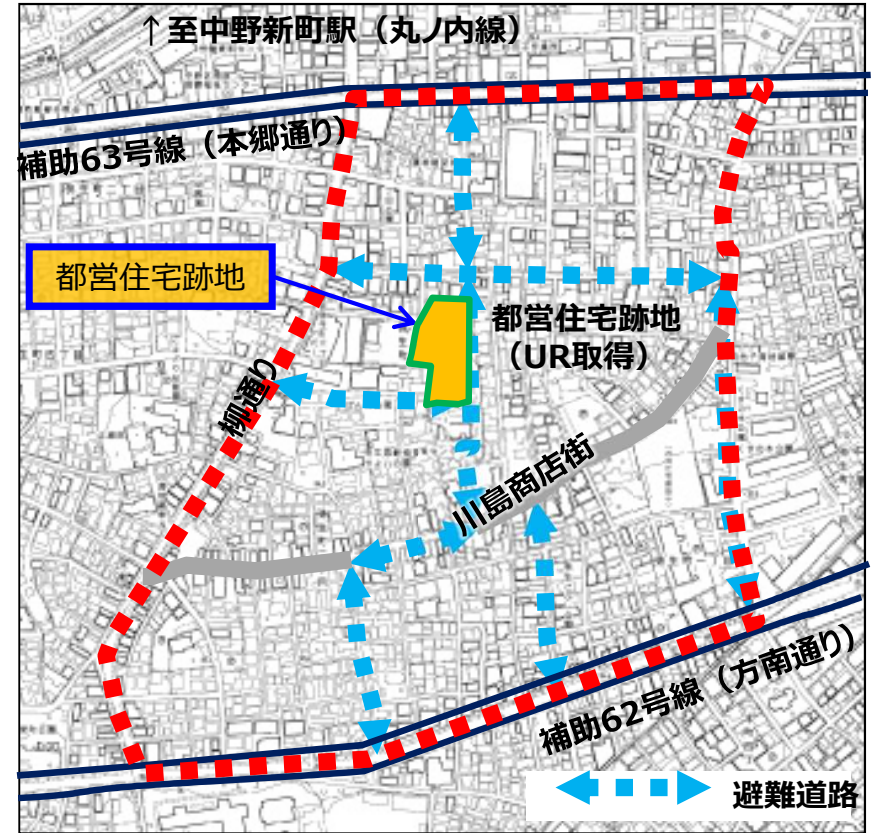 ↑至中野新町駅（丸ノ内線）
補助63号線（本郷通り）
都営住宅跡地
都営住宅跡地
（UR取得）
柳通り
川島商店街
補助62号線（方南通り）
避難道路